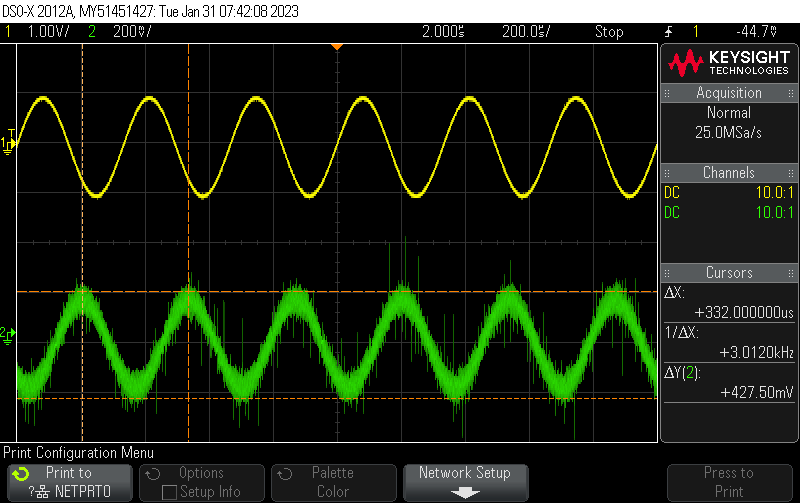 DSO-X 2012A, MY51451427: Tue Jan 31 07:42:08 2023
1 1.00V/ 2 200mV/ 2.000s 200.0s/ Stop 1 -44.7mV
KEYSIGHT
TECHNOLOGIES
Acquisition
Normal
25.0MSa/s
Channels
DC 10.0:1
DC 10.0:1
Cursors
ΔX:
+332.000000us
1/ΔX:
+3.0120kHz
ΔY(2):
+427.50mV
T
1
2
Print Configuration Menu
Print to
?NETPRT0
Options
Setup Info
Palette
Color
Network Setup
Press to
Print